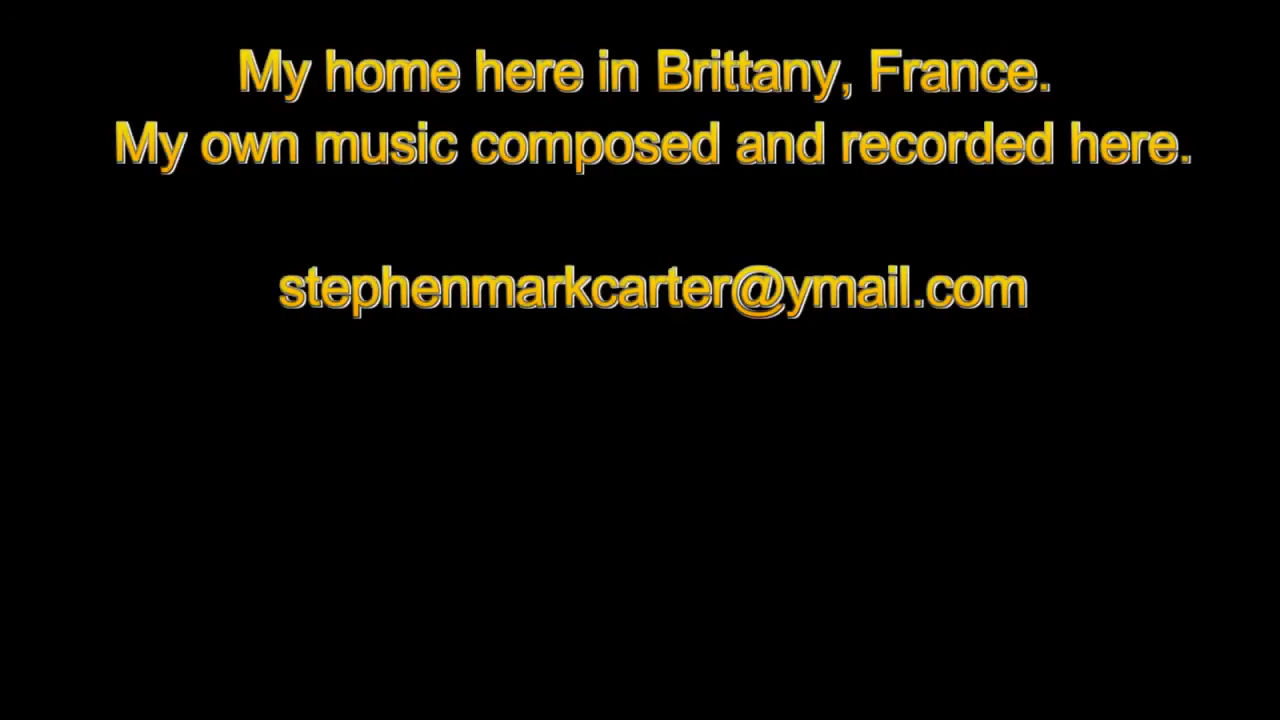 My home here in Brittany, France.
My own music composed and recorded here.
stephenmarkcarter@ymail.com